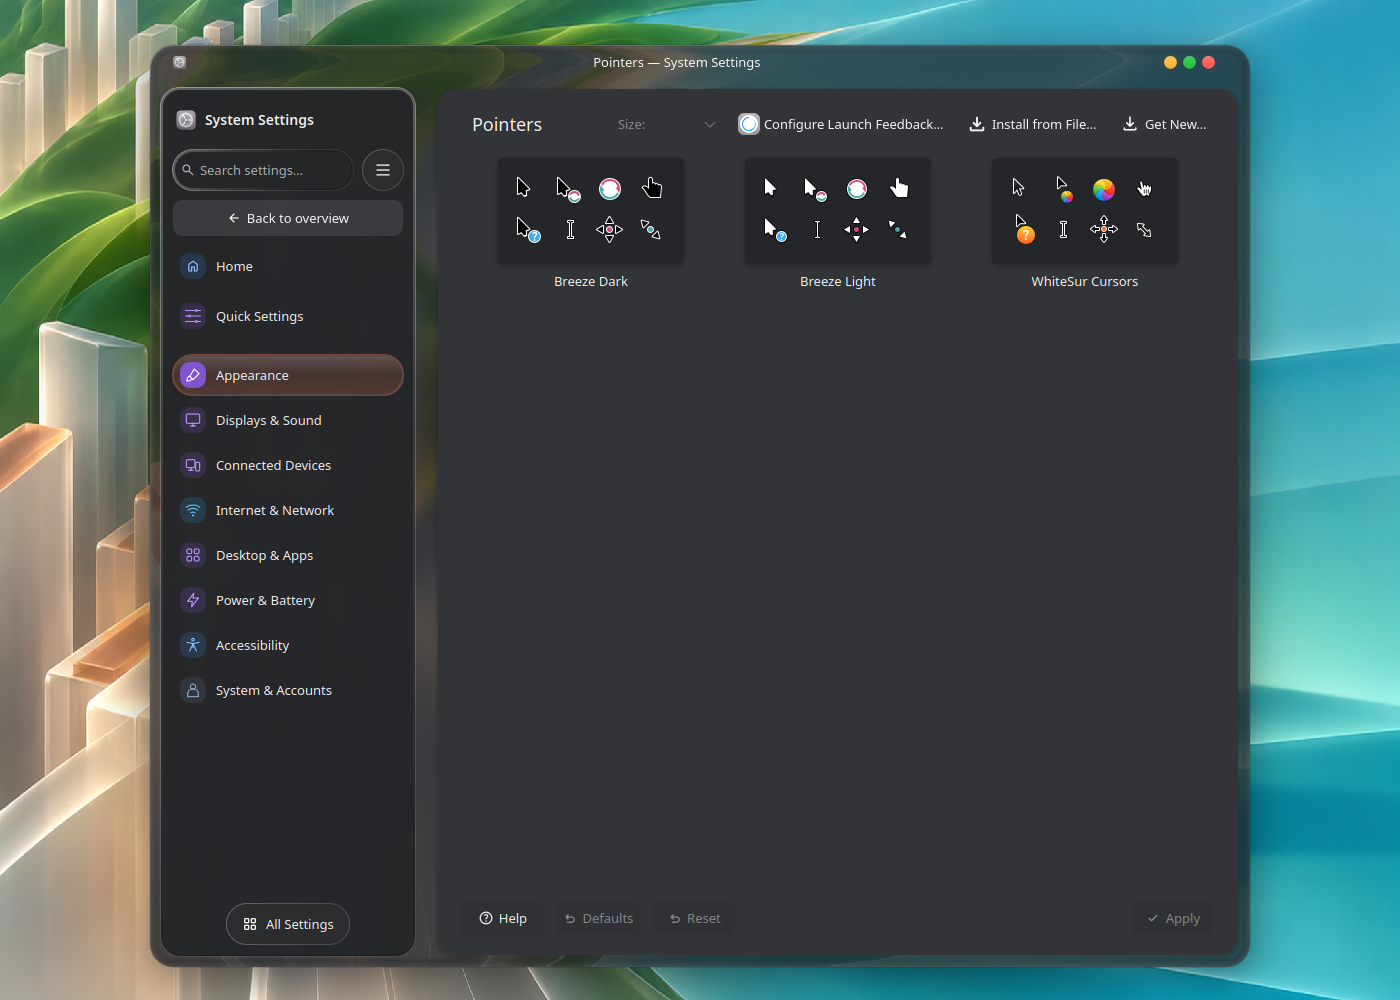 Pointers — System Settings
System Settings
Search settings...
Back to overview
Home
Quick Settings
Appearance
Displays & Sound
Connected Devices
Internet & Network
Desktop & Apps
Power & Battery
Accessibility
System & Accounts
All Settings
Pointers
Size:
Configure Launch Feedback...
Install from File...
Get New...
Breeze Dark
Breeze Light
WhiteSur Cursors
Help
Defaults
Reset
Apply